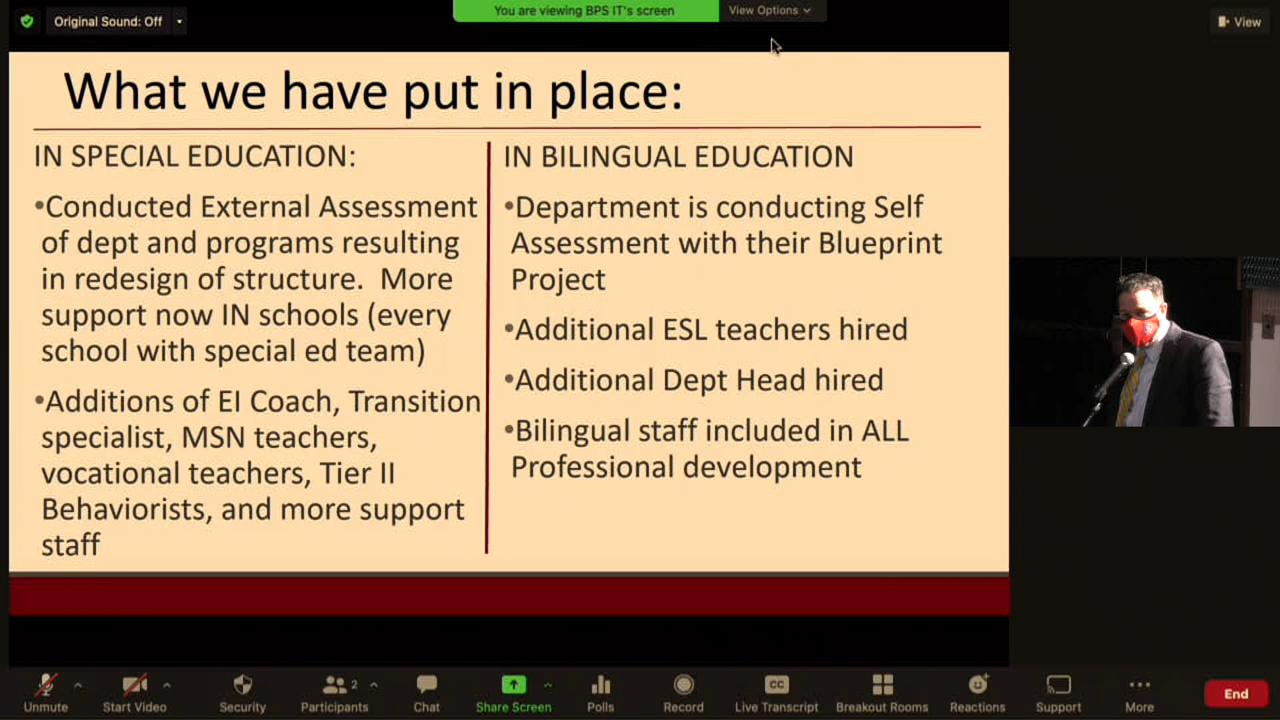 Original Sound: Off
You are viewing BPS IT's screen
View Options
View
What we have put in place:
IN SPECIAL EDUCATION:
•Conducted External Assessment
of dept and programs resulting
in redesign of structure.  More
support now IN schools (every
school with special ed team)
•Additions of EI Coach, Transition
specialist, MSN teachers,
vocational teachers, Tier II
Behaviorists, and more support
staff
IN BILINGUAL EDUCATION
•Department is conducting Self
Assessment with their Blueprint
Project
•Additional ESL teachers hired
•Additional Dept Head hired
•Bilingual staff included in ALL
Professional development
Unmute
Start Video
Security
2
Participants
Chat
Share Screen
Polls
Record
CC
Live Transcript
Breakout Rooms
Reactions
Support
More
End